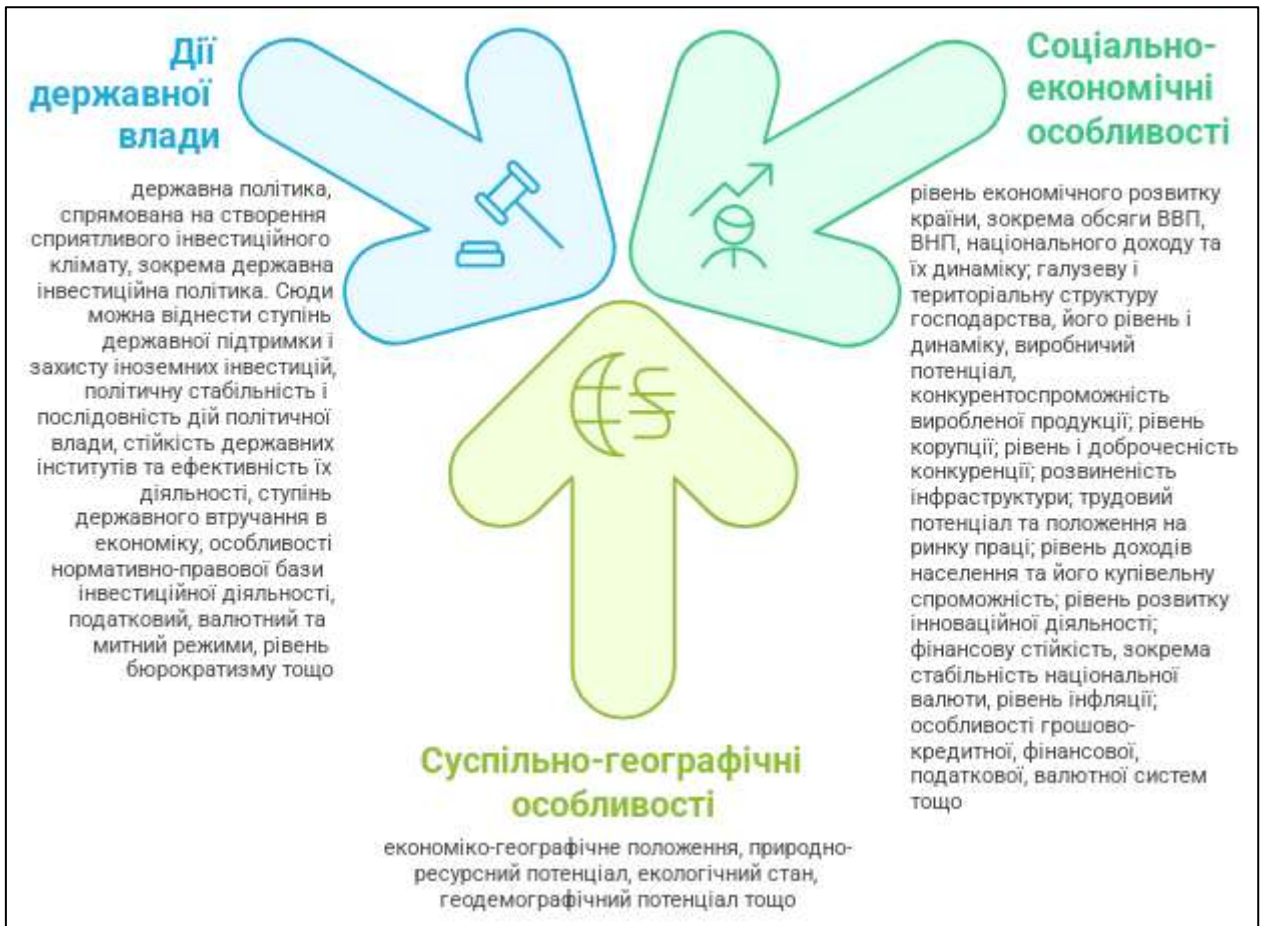 Дії
державної
влади
державна політика,
спрямована на створення
сприятливого інвестиційного
клімату, зокрема державна
інвестиційна політика. Сюди
можна віднести ступінь
державної підтримки і
захисту іноземних інвестицій,
політичну стабільність і
послідовність дій політичної
влади, стійкість державних
інститутів та ефективність їх
діяльності, ступінь
державного втручання в
економіку, особливості
нормативно-правової бази
інвестиційної діяльності,
податковий, валютний та
митний режими, рівень
бюрократизму тощо
Соціально-
економічні
особливості
рівень економічного розвитку
країни, зокрема обсяги ВВП,
ВНП, національного доходу та
їх динаміку; галузеву і
територіальну структуру
господарства, його рівень і
динаміку, виробничий
потенціал,
конкурентоспроможність
виробленої продукції; рівень
корупції; рівень і доброчесність
конкуренції; розвиненість
інфраструктури; трудовий
потенціал та положення на
ринку праці; рівень доходів
населення та його купівельну
спроможність; рівень розвитку
інноваційної діяльності;
фінансову стійкість, зокрема
стабільність національної
валюти, рівень інфляції;
особливості грошово-
кредитної, фінансової,
податкової, валютної систем
тощо
Суспільно-географічні
особливості
економіко-географічне положення, природно-
ресурсний потенціал, екологічний стан,
геодемографічний потенціал тощо